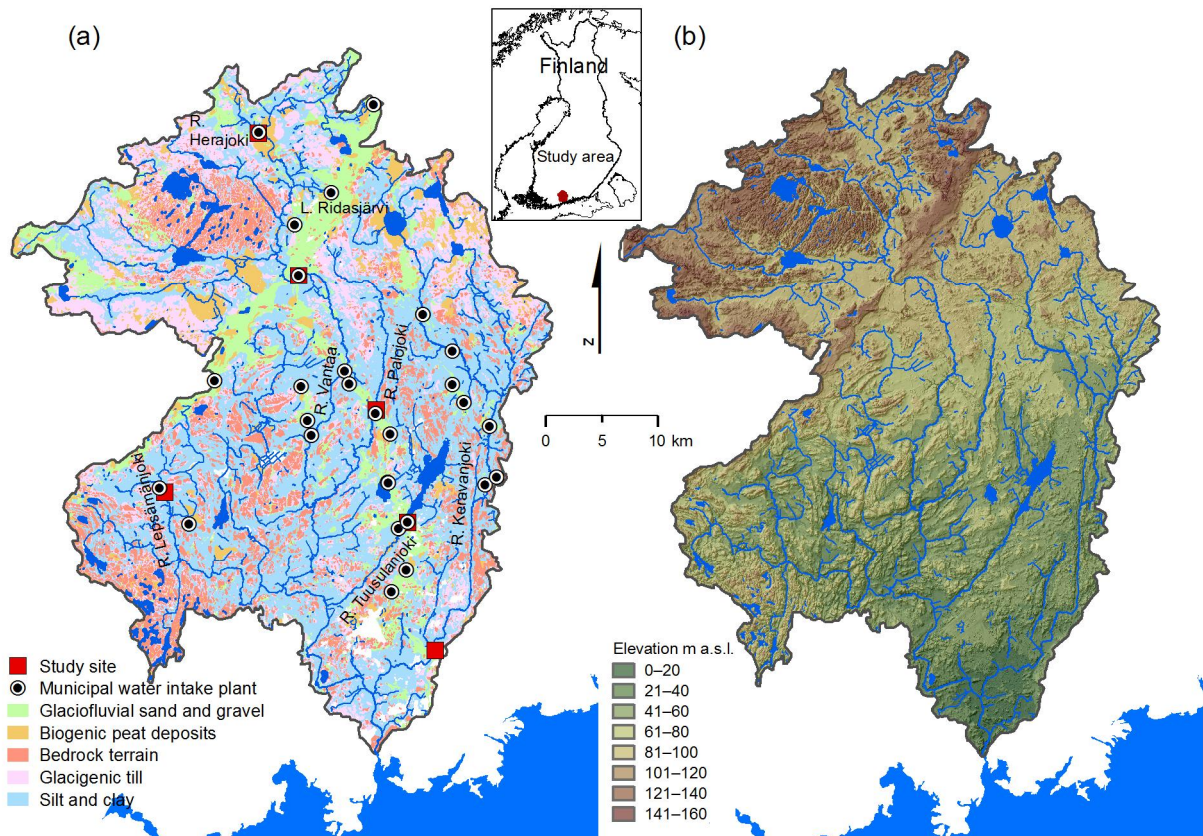 (a)
(b)
Finland
Study area
R.
Herajoki
L. Ridasjärvi
R. Vantaa
R. Palojoki
R. Keravanjoki
R. Lepsämänjoki
R. Tuusulanjoki
N
0 5 10 km
Study site
Municipal water intake plant
Glaciofluvial sand and gravel
Biogenic peat deposits
Bedrock terrain
Glacigenic till
Silt and clay
Elevation m a.s.l.
0–20
21–40
41–60
61–80
81–100
101–120
121–140
141–160